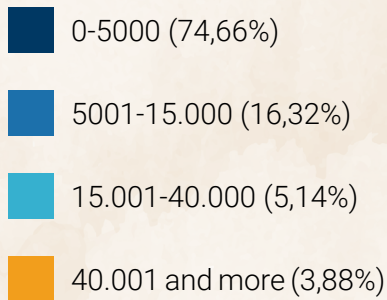 0-5000 (74,66%)
5001-15.000 (16,32%)
15.001-40.000 (5,14%)
40.001 and more (3,88%)